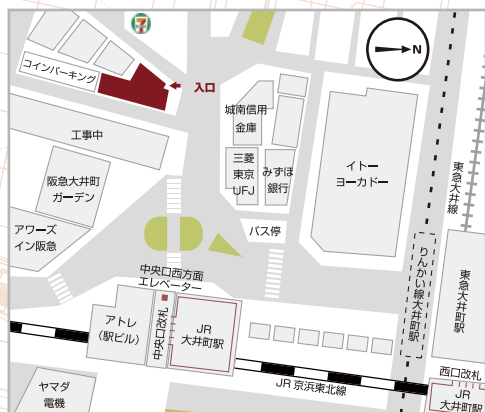 7
N
コインパーキング
入口
工事中
城南信用
金庫
三菱
東京
UFJ
みずほ
銀行
イトー
ヨーカドー
東急大井線
阪急大井町
ガーデン
アワーズ
イン阪急
バス停
りんかい線大井町駅
東急大井町駅
中央口西方面
エレベーター
アトレ
(駅ビル)
中央口改札
JR
大井町駅
西口改札
JR 京浜東北線
JR
大井町駅
ヤマダ
電機